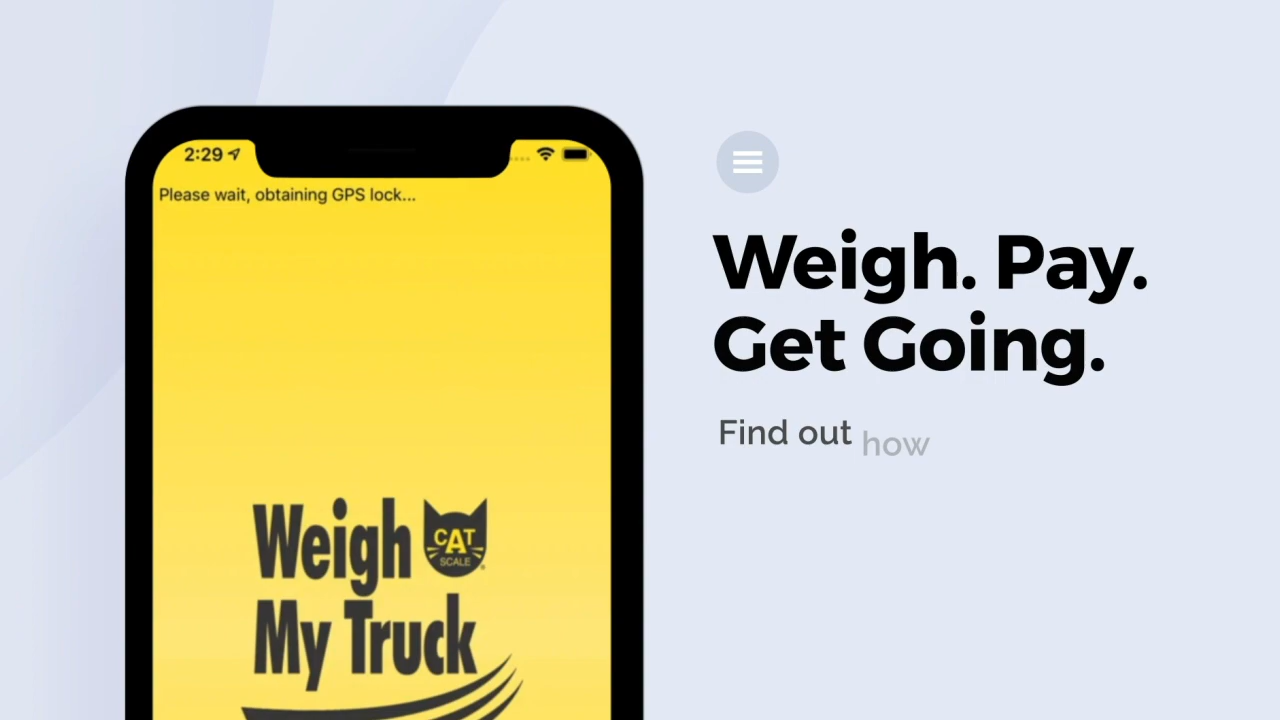 2:29
Please wait, obtaining GPS lock...
Weigh
CAT
SCALE
My Truck
Weigh. Pay.
Get Going.
Find out how